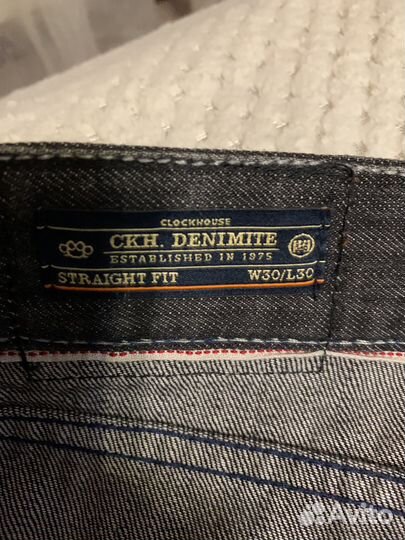 CLOCKHOUSE
CKH. DENIMITE
ESTABLISHED IN 1975
STRAIGHT FIT W30/L30
Avito